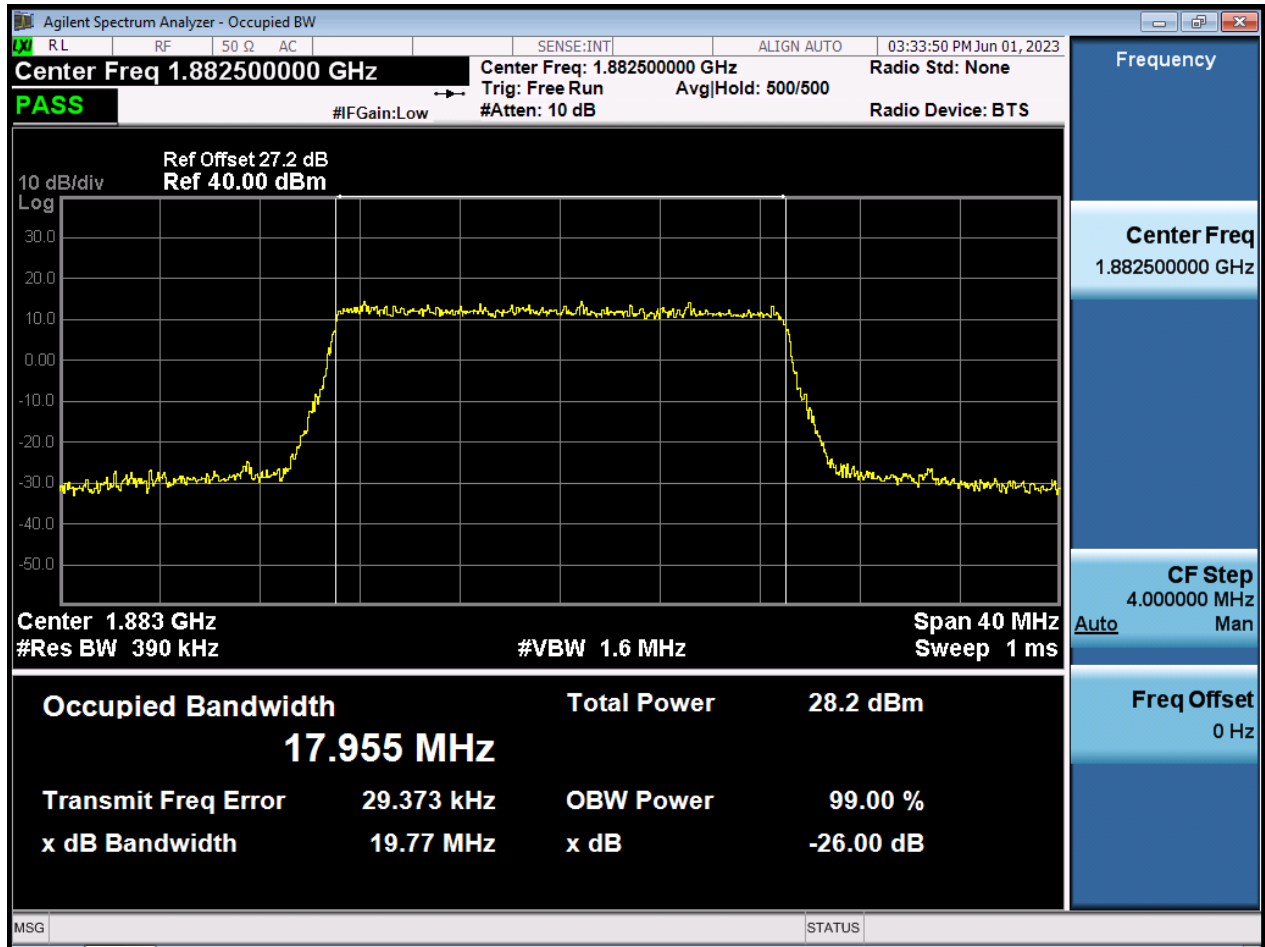 Agilent Spectrum Analyzer - Occupied BW
LXI RL RF 50 Ω AC SENSE:INT ALIGN AUTO 03:33:50 PM Jun 01, 2023
Center Freq 1.882500000 GHz
PASS
#IFGain:Low
Center Freq: 1.882500000 GHz
Trig: Free Run Avg|Hold: 500/500
#Atten: 10 dB
Radio Std: None
Radio Device: BTS
Ref Offset 27.2 dB
10 dB/div Ref 40.00 dBm
Log
30.0
20.0
10.0
0.00
-10.0
-20.0
-30.0
-40.0
-50.0
Center 1.883 GHz Span 40 MHz
#Res BW 390 kHz #VBW 1.6 MHz Sweep 1 ms
Occupied Bandwidth Total Power 28.2 dBm
17.955 MHz
Transmit Freq Error 29.373 kHz OBW Power 99.00 %
x dB Bandwidth 19.77 MHz x dB -26.00 dB
Frequency
Center Freq
1.882500000 GHz
CF Step
4.000000 MHz
Auto Man
Freq Offset
0 Hz
MSG STATUS